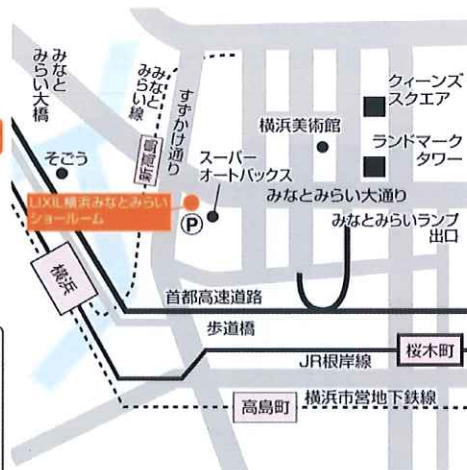 みなと
みらい大橋
みなと
みらい線
すずかけ通り
新高島
クィーンズ
スクエア
横浜美術館
ランドマーク
タワー
そごう
スーパー
オートバックス
みなとみらい大通り
LIXIL横浜みなとみらい
ショールーム
P
みなとみらいランプ
出口
横浜
首都高速道路
歩道橋
桜木町
JR根岸線
高島町
横浜市営地下鉄線